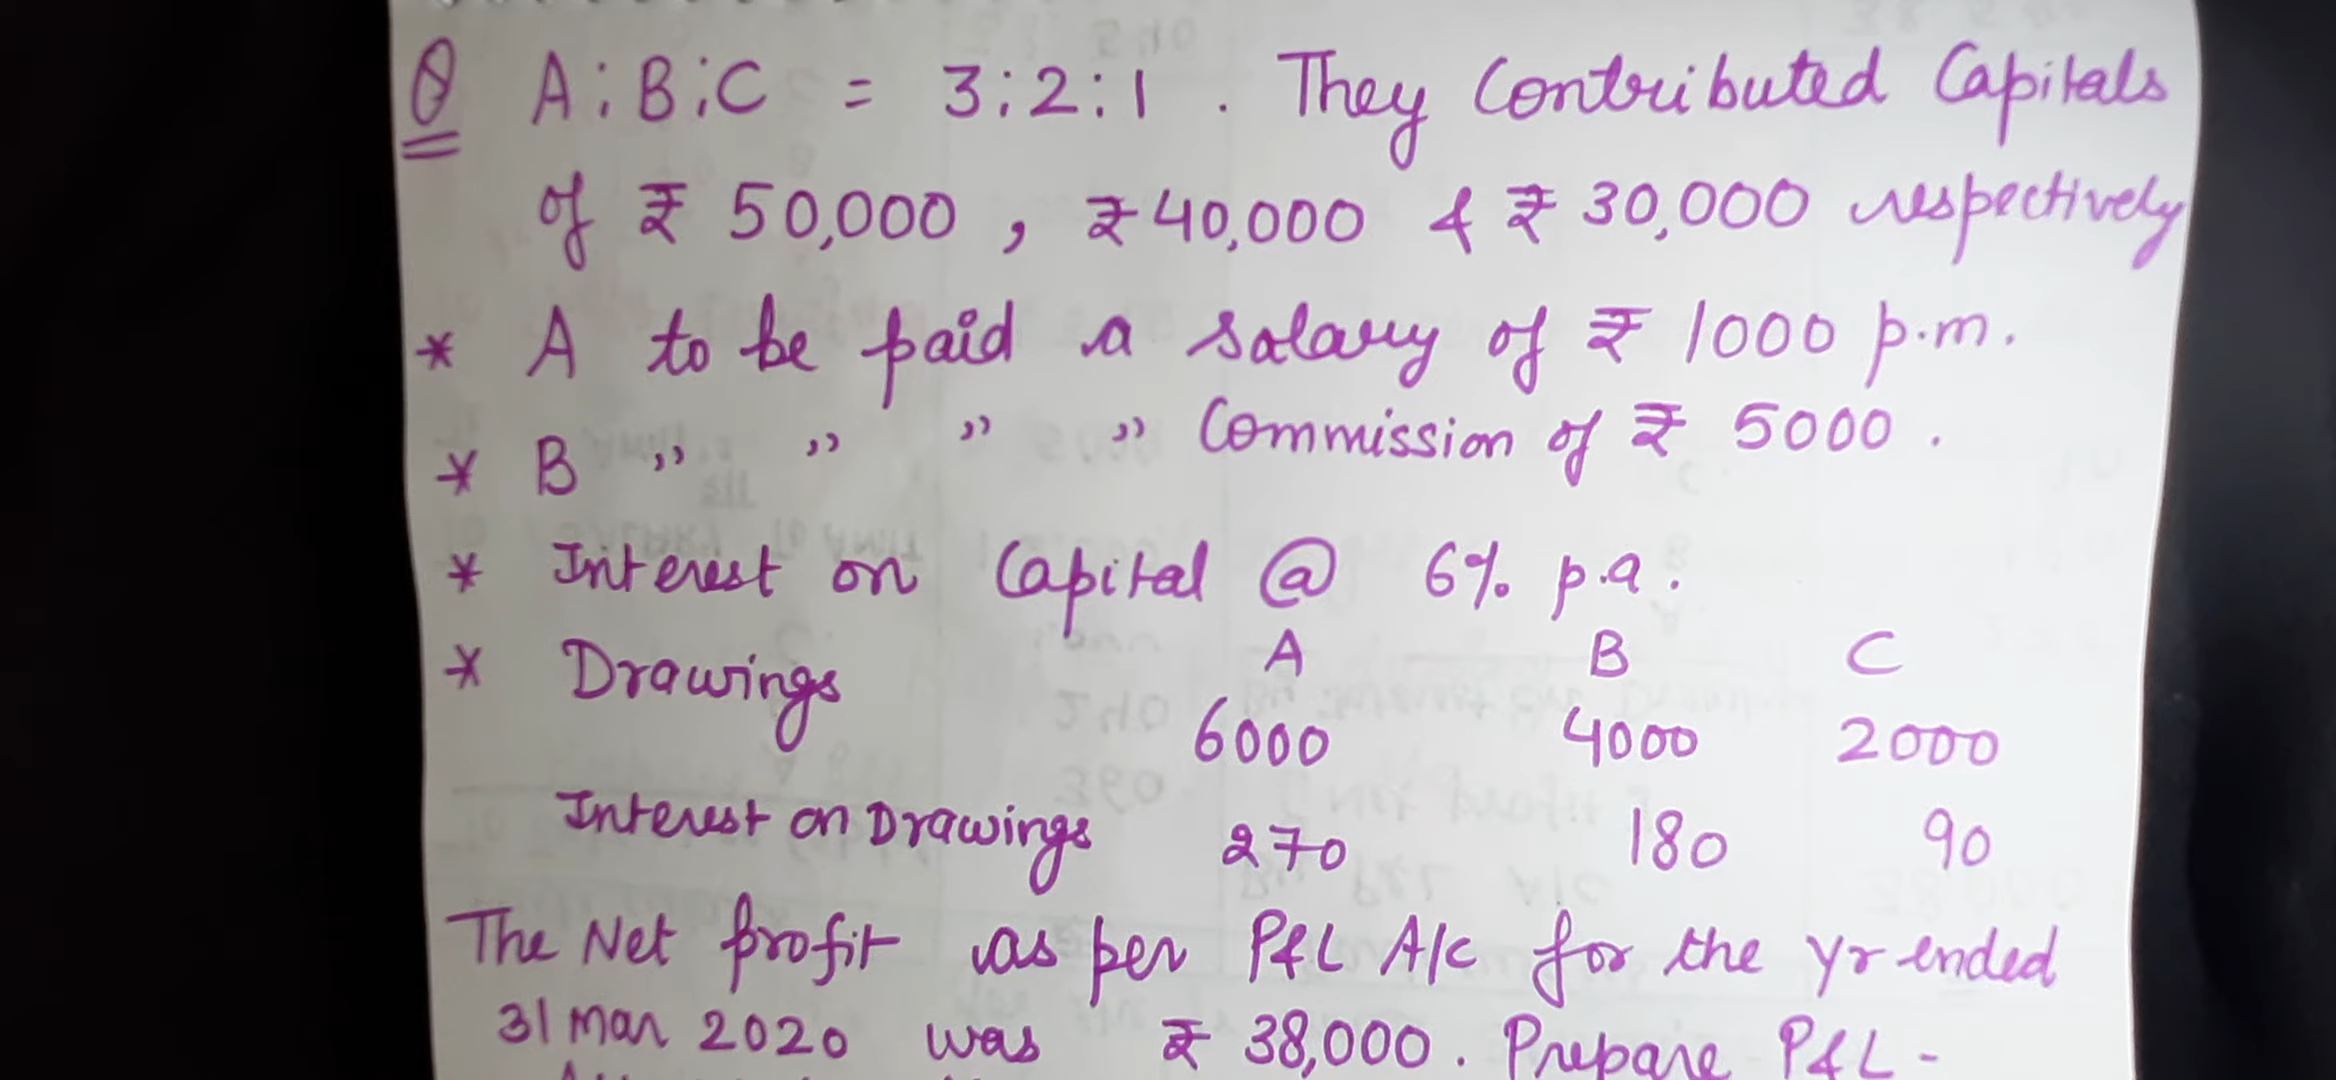 Q A:B:C = 3:2:1. They Contributed Capitals
of ₹ 50,000, ₹ 40,000 & ₹ 30,000 respectively
* A to be paid a salary of ₹ 1000 p.m.
* B " " " " Commission of ₹ 5000.
* Interest on Capital @ 6% p.a.
* Drawings A B C
6000 4000 2000
Interest on Drawings 270 180 90
The Net profit as per P&L A/c for the yr ended
31 Mar 2020 was ₹ 38,000. Prepare P&L -